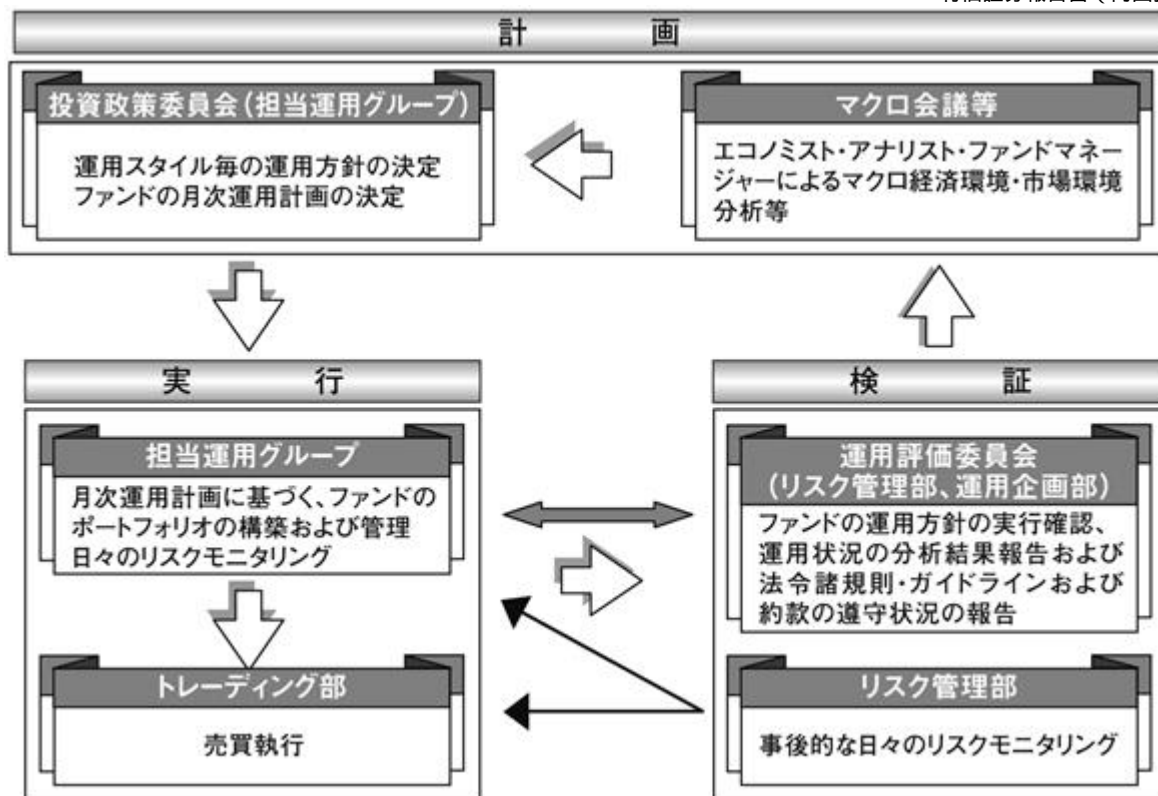 計画
投資政策委員会(担当運用グループ)
運用スタイル毎の運用方針の決定
ファンドの月次運用計画の決定
マクロ会議等
エコノミスト・アナリスト・ファンドマネー
ジャーによるマクロ経済環境・市場環境
分析等
実行
担当運用グループ
月次運用計画に基づく、ファンドの
ポートフォリオの構築および管理
日々のリスクモニタリング
トレーディング部
売買執行
検証
運用評価委員会
(リスク管理部、運用企画部)
ファンドの運用方針の実行確認、
運用状況の分析結果報告および
法令諸規則・ガイドラインおよび
約款の遵守状況の報告
リスク管理部
事後的な日々のリスクモニタリング